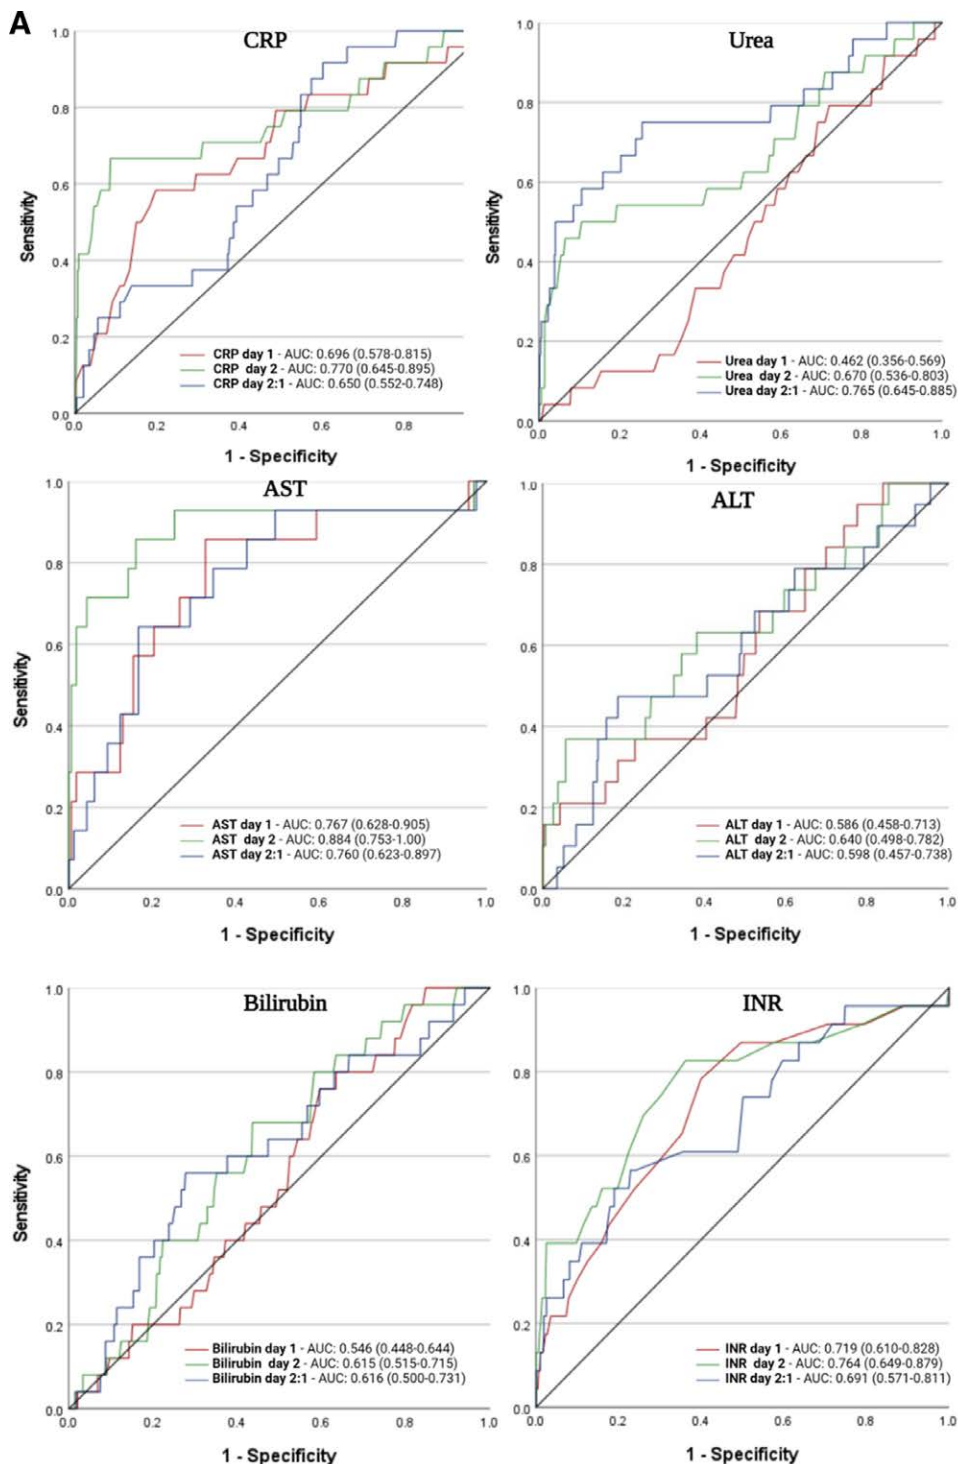 A
CRP
1.0
0.8
0.6
0.4
0.2
0.0
Sensitivity
CRP day 1 - AUC: 0.696 (0.578-0.815)
CRP day 2 - AUC: 0.770 (0.645-0.895)
CRP day 2:1 - AUC: 0.650 (0.552-0.748)
0.0 0.2 0.4 0.6 0.8
1 - Specificity
Urea
1.0
0.8
0.6
0.4
0.2
0.0
Sensitivity
Urea day 1 - AUC: 0.462 (0.356-0.569)
Urea day 2 - AUC: 0.670 (0.536-0.803)
Urea day 2:1 - AUC: 0.765 (0.645-0.885)
0.0 0.2 0.4 0.6 0.8 1.0
1 - Specificity
AST
1.0
0.8
0.6
0.4
0.2
0.0
Sensitivity
AST day 1 - AUC: 0.767 (0.628-0.905)
AST day 2 - AUC: 0.884 (0.753-1.00)
AST day 2:1 - AUC: 0.760 (0.623-0.897)
0.0 0.2 0.4 0.6 0.8 1.0
1 - Specificity
ALT
1.0
0.8
0.6
0.4
0.2
0.0
ALT day 1 - AUC: 0.586 (0.458-0.713)
ALT day 2 - AUC: 0.640 (0.498-0.782)
ALT day 2:1 - AUC: 0.598 (0.457-0.738)
0.0 0.2 0.4 0.6 0.8 1.0
1 - Specificity
Bilirubin
1.0
0.8
0.6
0.4
0.2
0.0
Sensitivity
Bilirubin day 1 - AUC: 0.546 (0.448-0.644)
Bilirubin day 2 - AUC: 0.615 (0.515-0.715)
Bilirubin day 2:1 - AUC: 0.616 (0.500-0.731)
0.0 0.2 0.4 0.6 0.8 1.0
1 - Specificity
INR
1.0
0.8
0.6
0.4
0.2
0.0
INR day 1 - AUC: 0.719 (0.610-0.828)
INR day 2 - AUC: 0.764 (0.649-0.879)
INR day 2:1 - AUC: 0.691 (0.571-0.811)
0.0 0.2 0.4 0.6 0.8 1.0
1 - Specificity